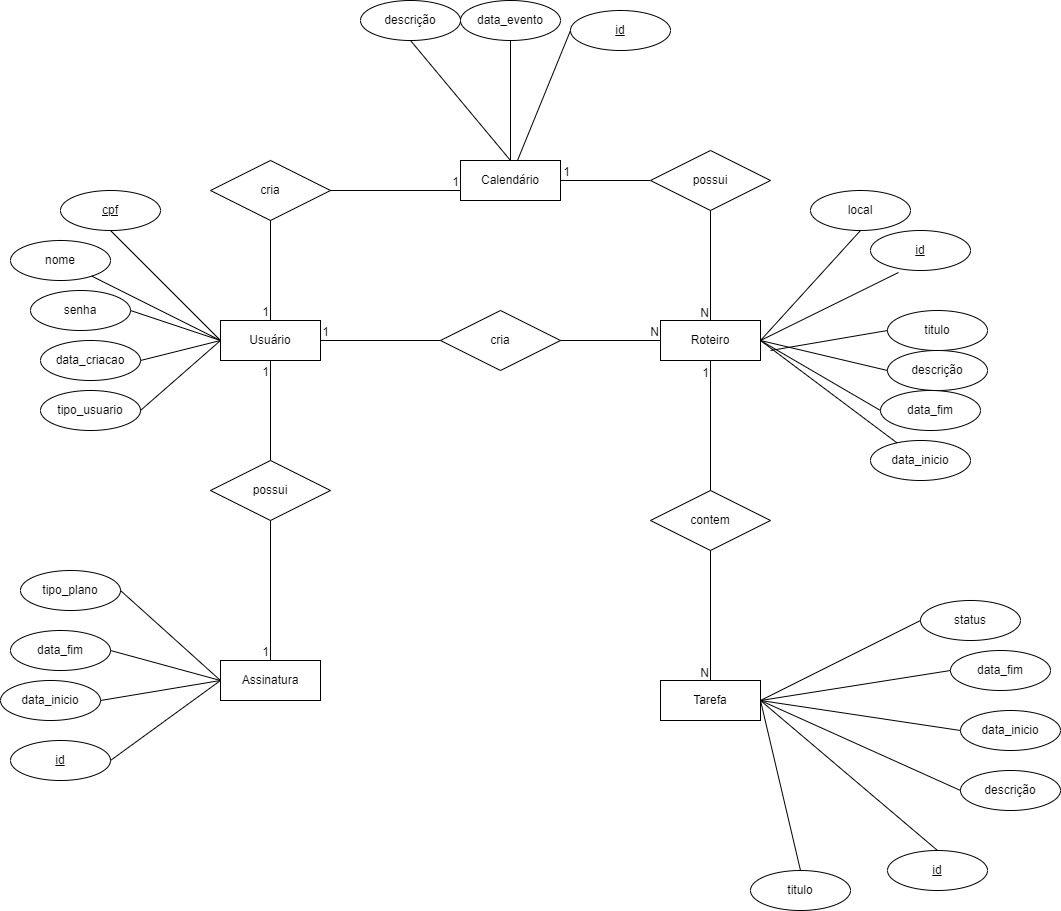 descrição
data_evento
id
cria
1
Calendário
1
possui
cpf
local
nome
id
senha
1
N
Usuário
1
cria
N
Roteiro
titulo
data_criacao
1
1
descrição
tipo_usuario
data_fim
data_inicio
possui
contem
tipo_plano
status
data_fim
1
N
data_fim
Assinatura
data_inicio
Tarefa
data_inicio
id
descrição
id
titulo